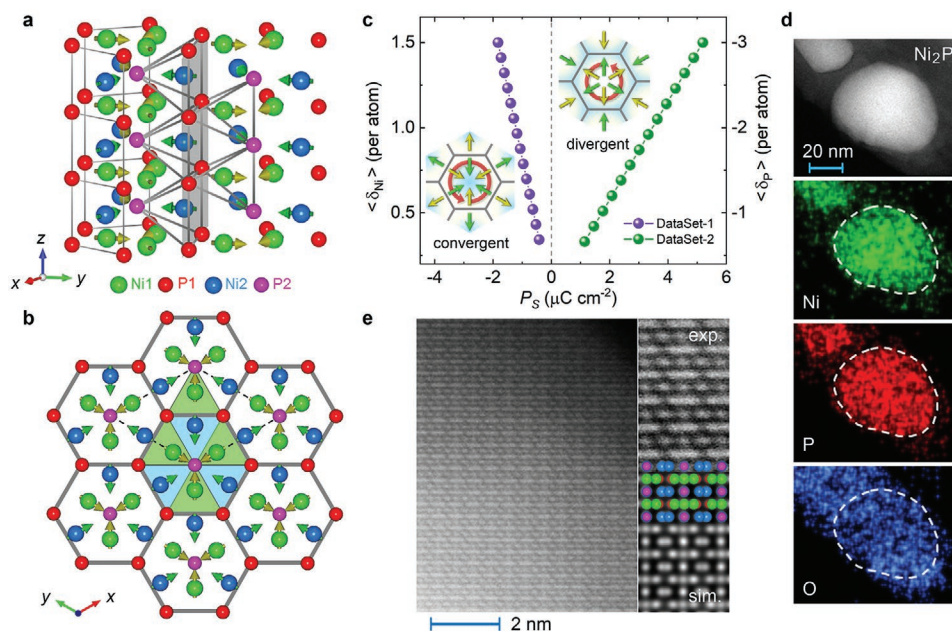 a
z
x
y
Ni1
P1
Ni2
P2
b
y
x
c
1.5
1.0
0.5
< δNi > (per atom)
divergent
convergent
DataSet-1
DataSet-2
-3
-2
-1
< δP > (per atom)
-4
-2
0
2
4
6
PS (μC cm⁻²)
e
exp.
sim.
2 nm
d
Ni₂P
20 nm
Ni
P
O